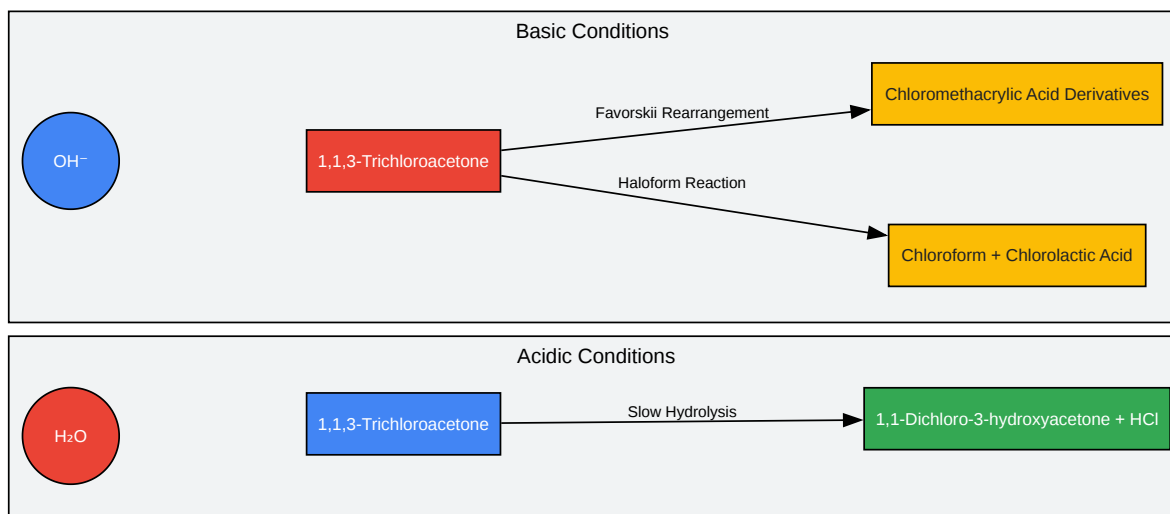 Basic Conditions
OH⁻
1,1,3-Trichloroacetone
Favorskii Rearrangement
Chloromethacrylic Acid Derivatives
Haloform Reaction
Chloroform + Chlorolactic Acid
Acidic Conditions
H₂O
1,1,3-Trichloroacetone
Slow Hydrolysis
1,1-Dichloro-3-hydroxyacetone + HCl